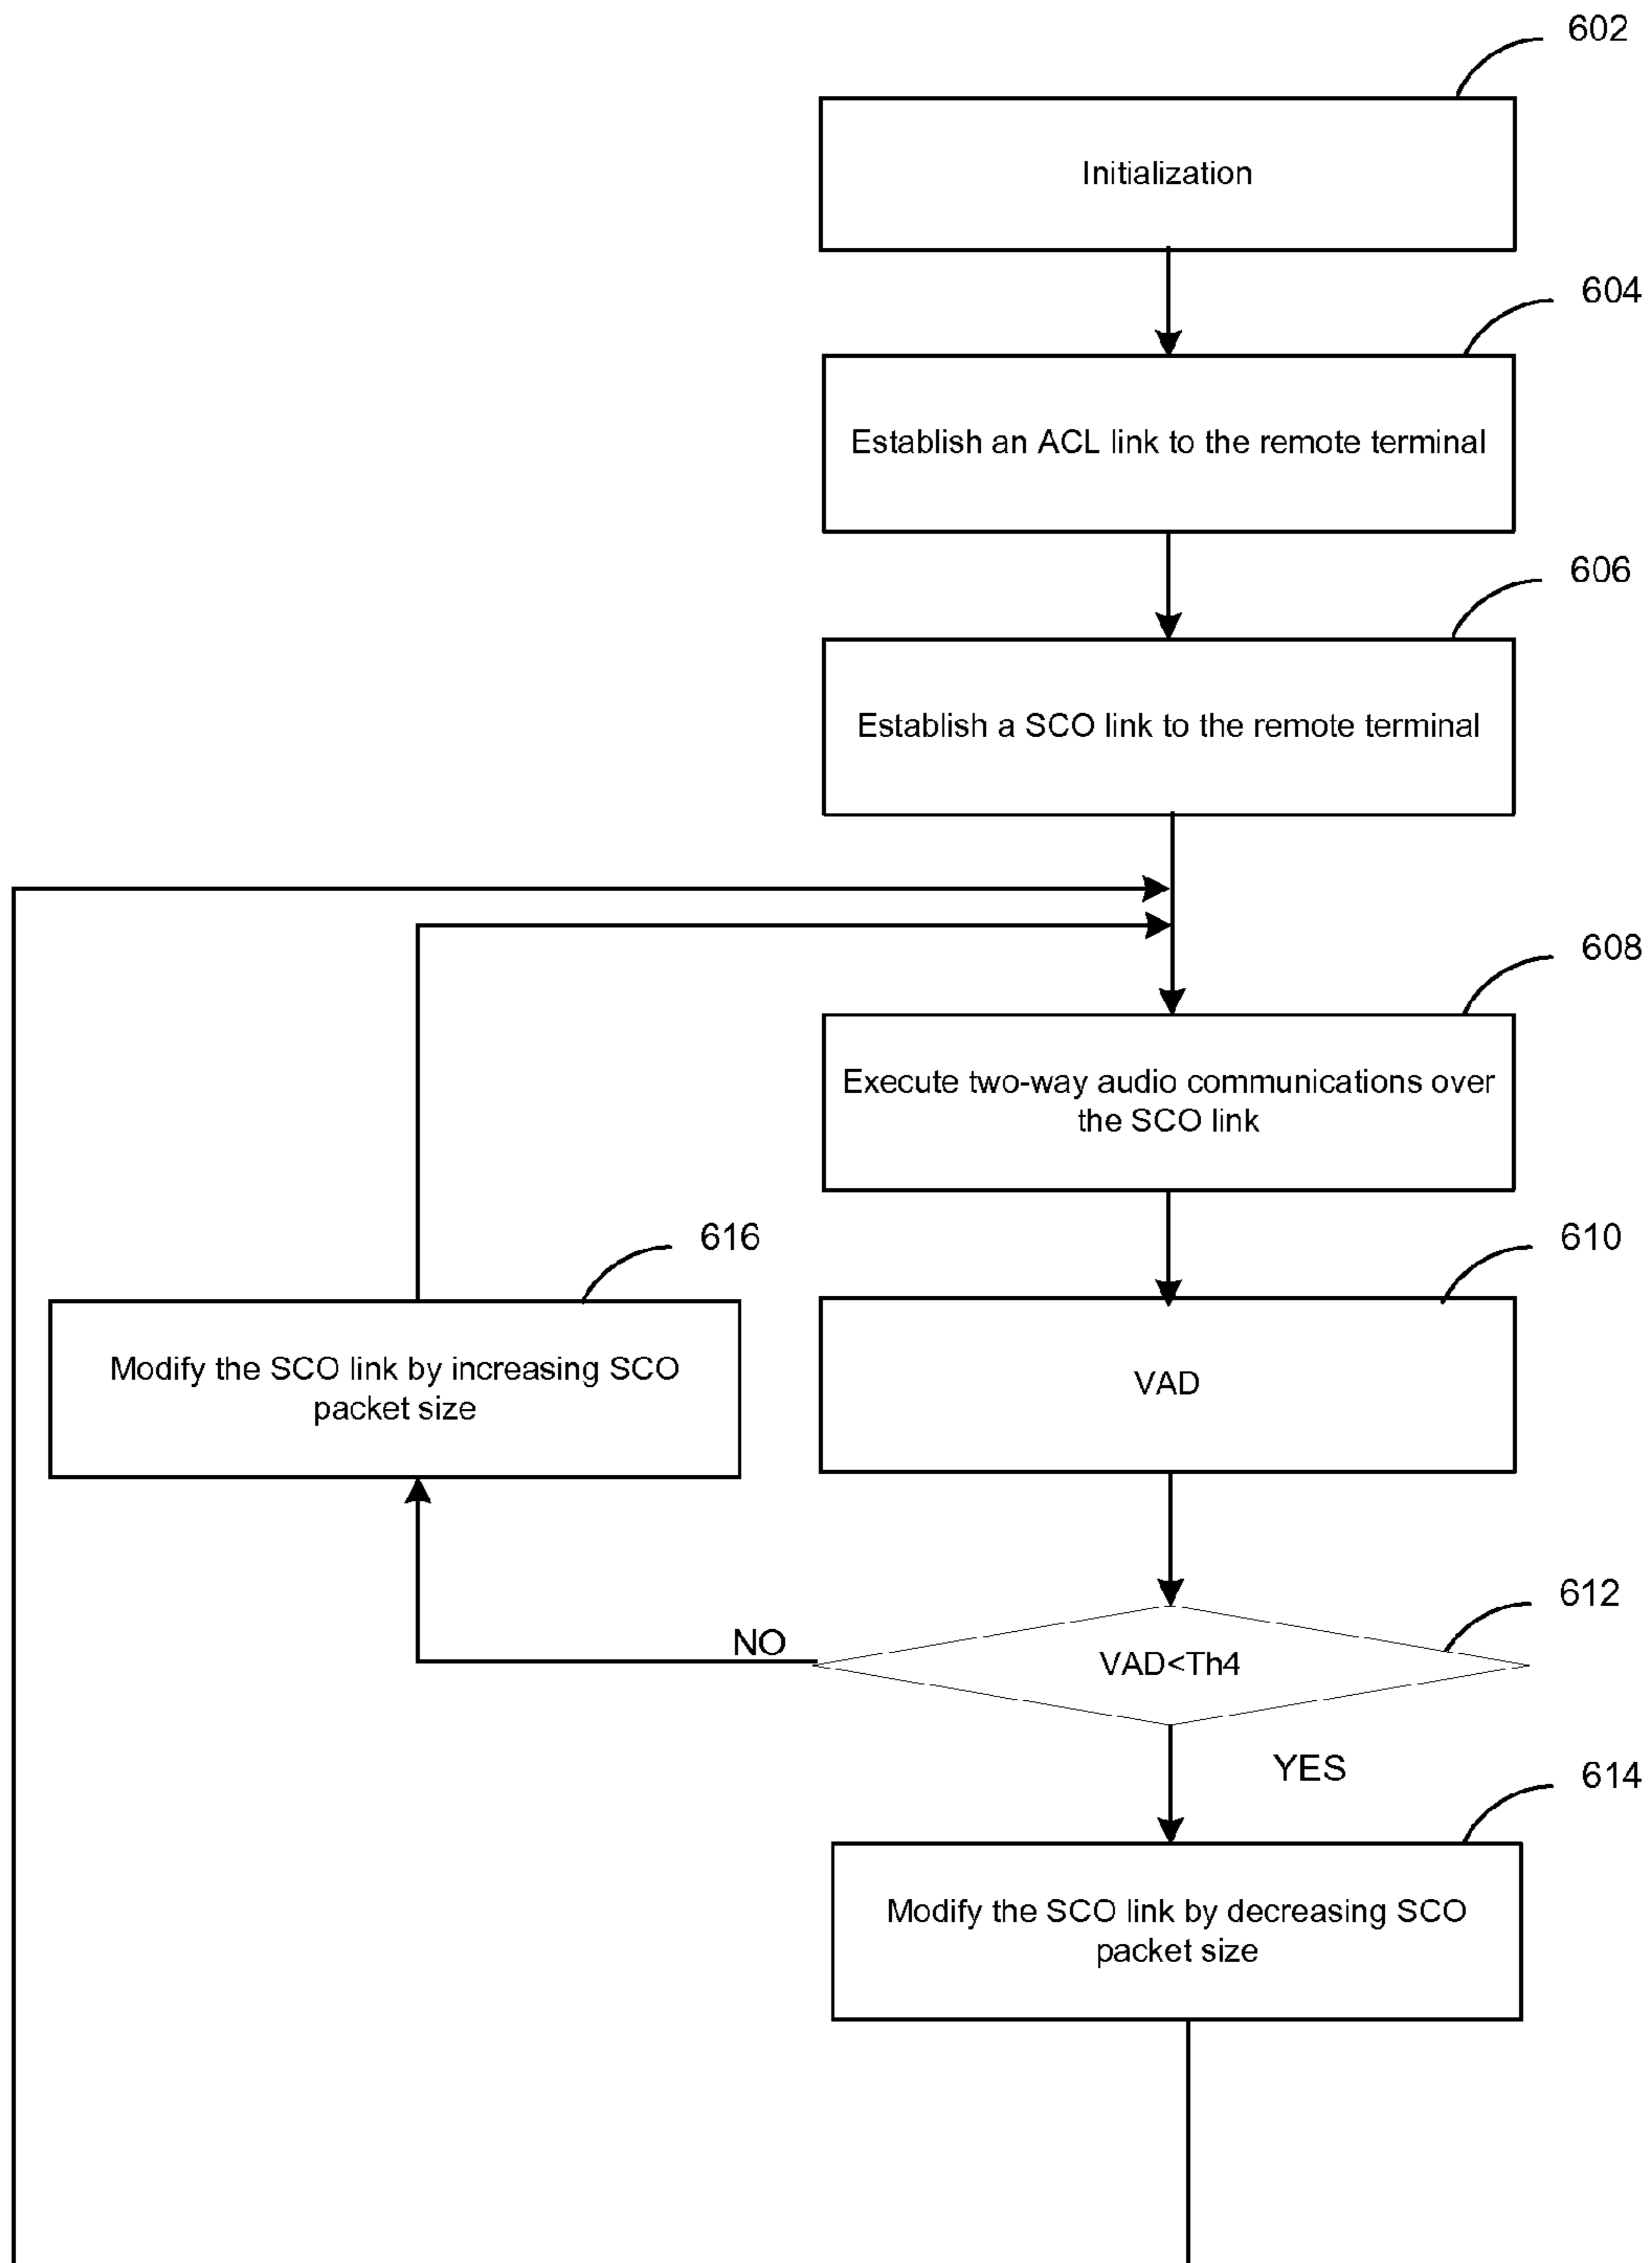 602
Initialization
604
Establish an ACL link to the remote terminal
606
Establish a SCO link to the remote terminal
608
Execute two-way audio communications over
the SCO link
616
Modify the SCO link by increasing SCO
packet size
610
VAD
612
NO
VAD<Th4
YES
614
Modify the SCO link by decreasing SCO
packet size